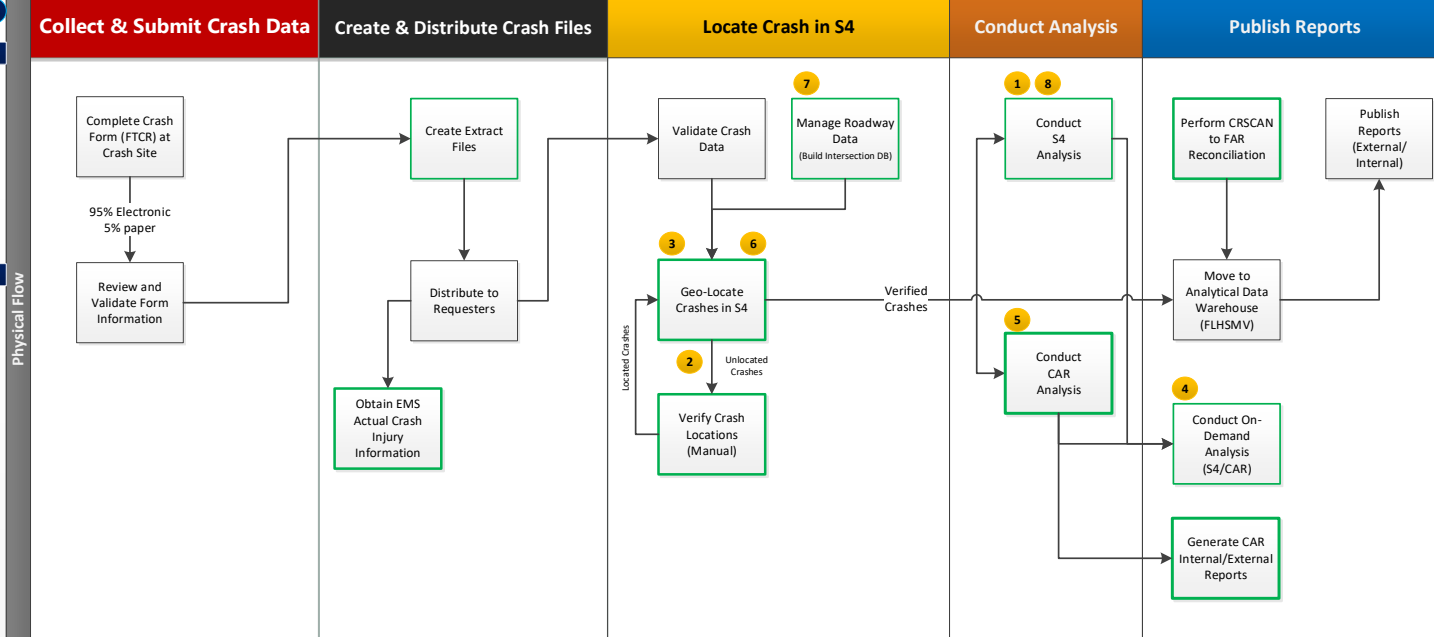 Collect & Submit Crash Data
Create & Distribute Crash Files
Locate Crash in S4
Conduct Analysis
Publish Reports
Physical Flow
Complete Crash
Form (FTCR) at
Crash Site
95% Electronic
5% paper
Review and
Validate Form
Information
Create Extract
Files
Distribute to
Requesters
Obtain EMS
Actual Crash
Injury
Information
Validate Crash
Data
7
Manage Roadway
Data
(Build Intersection DB)
3
6
Geo-Locate
Crashes in S4
2
Unlocated
Crashes
Located Crashes
Verify Crash
Locations
(Manual)
Verified
Crashes
1
8
Conduct
S4
Analysis
5
Conduct
CAR
Analysis
Perform CRSCAN
to FAR
Reconciliation
Publish
Reports
(External/
Internal)
Move to
Analytical Data
Warehouse
(FLHSMV)
4
Conduct On-
Demand
Analysis
(S4/CAR)
Generate CAR
Internal/External
Reports